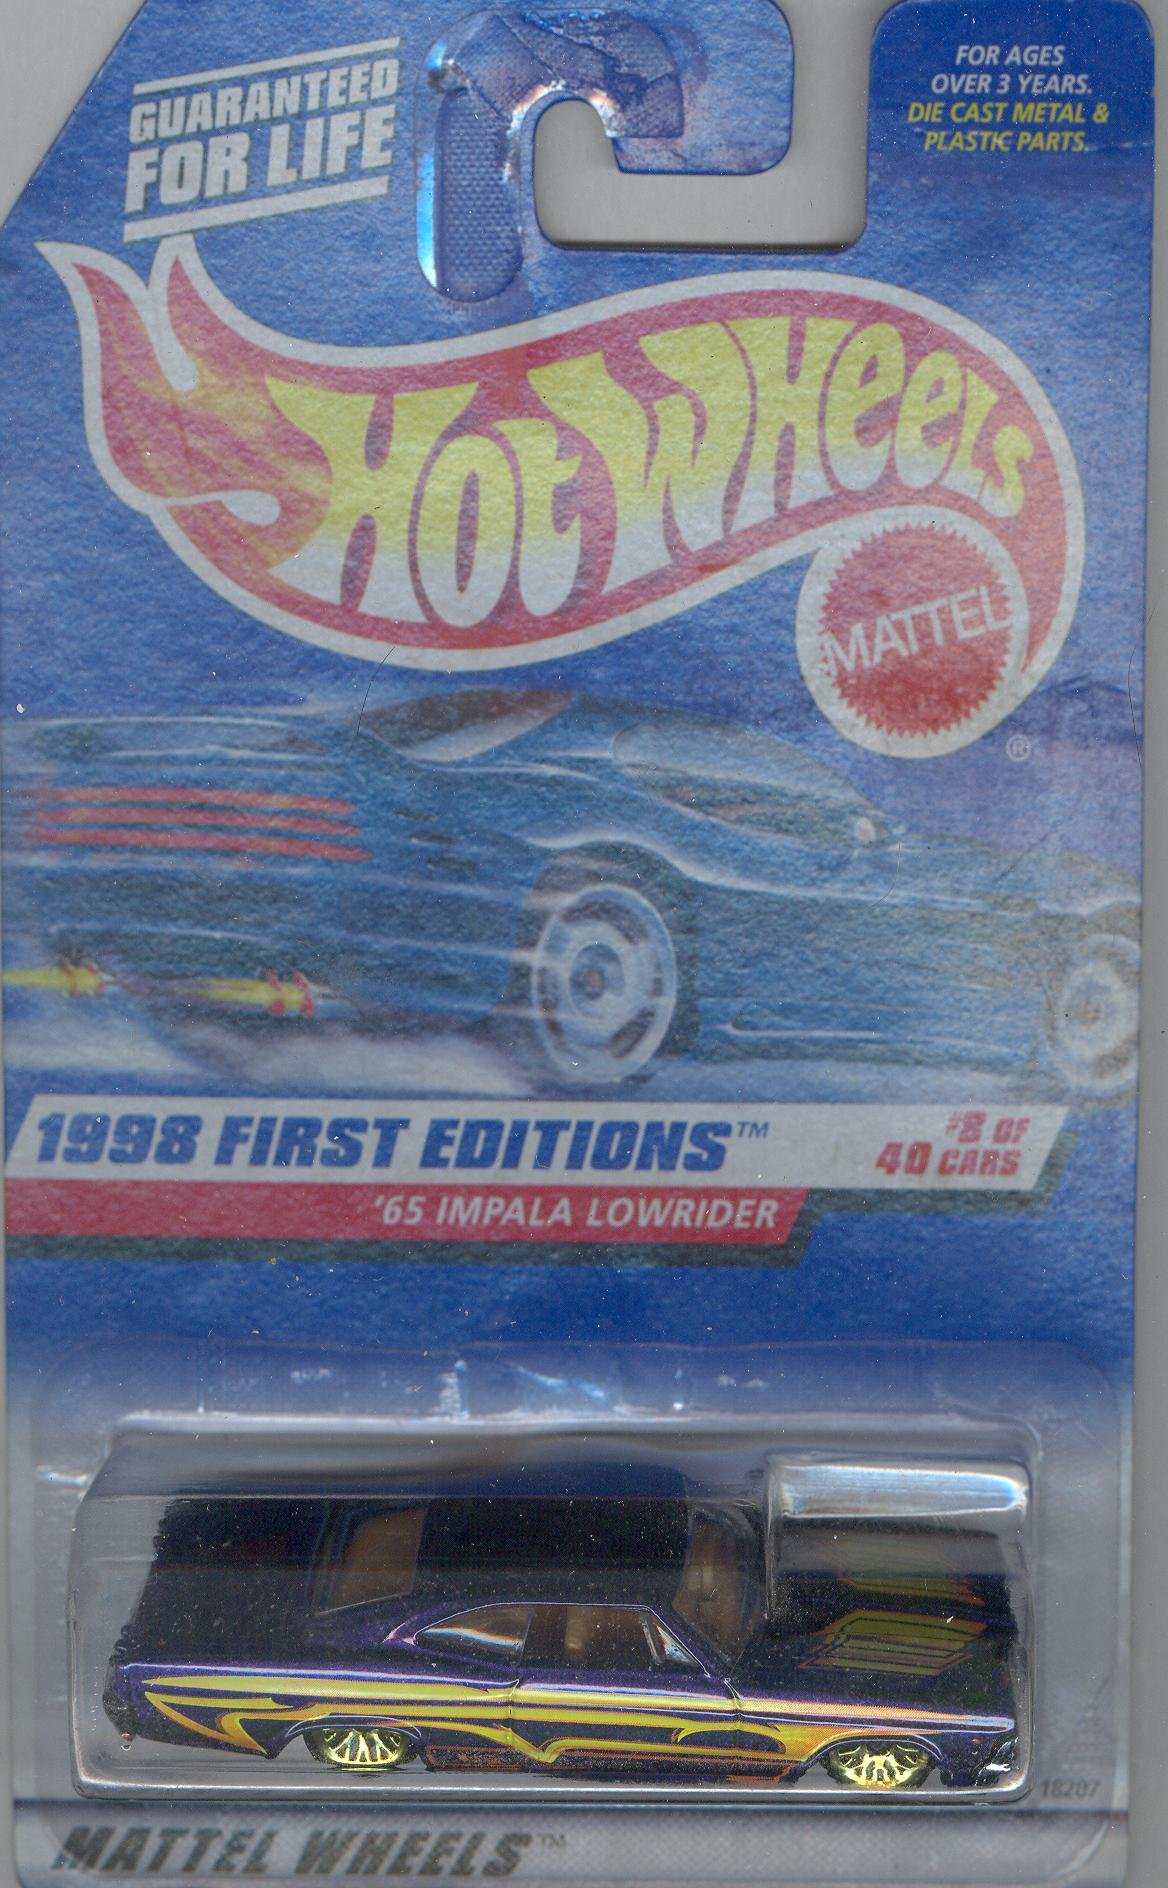 GUARANTEED
FOR LIFE
FOR AGES
OVER 3 YEARS.
DIE CAST METAL &
PLASTIC PARTS.
HOT WHEELS
MATTEL
®
1998 FIRST EDITIONS™
#8 OF
40 CARS
'65 IMPALA LOWRIDER
18207
MATTEL WHEELS™